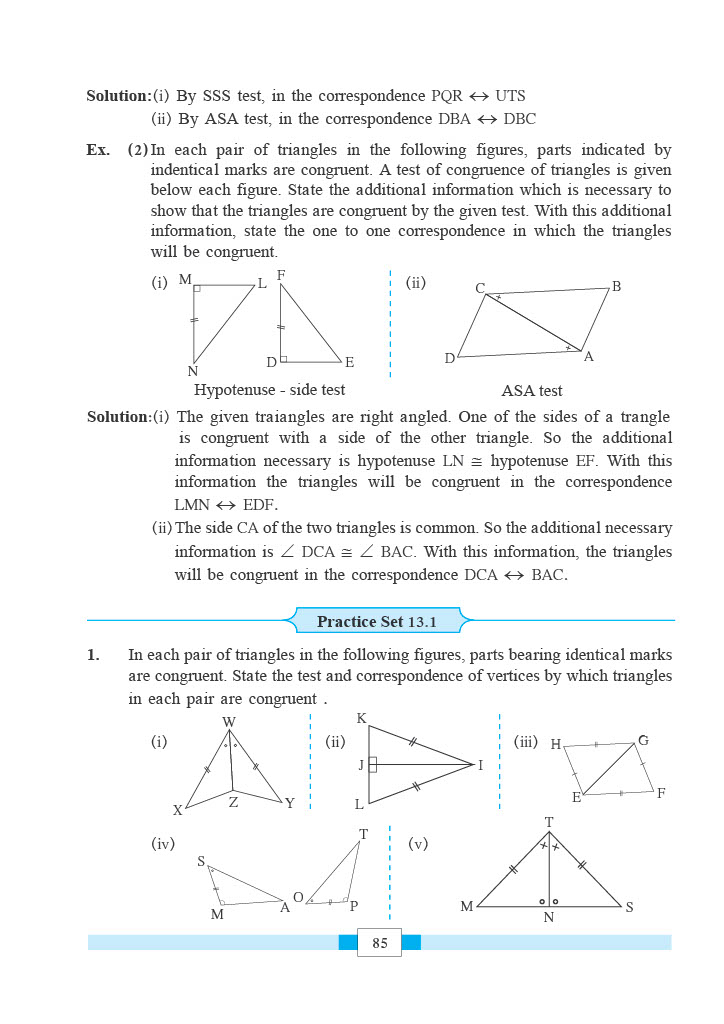 Solution:(i) By SSS test, in the correspondence PQR ↔ UTS
(ii) By ASA test, in the correspondence DBA ↔ DBC
Ex. (2) In each pair of triangles in the following figures, parts indicated by
indentical marks are congruent. A test of congruence of triangles is given
below each figure. State the additional information which is necessary to
show that the triangles are congruent by the given test. With this additional
information, state the one to one correspondence in which the triangles
will be congruent.
(i) M L F N D E
(ii) C B D A
Hypotenuse - side test
ASA test
Solution:(i) The given traiangles are right angled. One of the sides of a trangle
is congruent with a side of the other triangle. So the additional
information necessary is hypotenuse LN ≅ hypotenuse EF. With this
information the triangles will be congruent in the correspondence
LMN ↔ EDF.
(ii) The side CA of the two triangles is common. So the additional necessary
information is ∠ DCA ≅ ∠ BAC. With this information, the triangles
will be congruent in the correspondence DCA ↔ BAC.
Practice Set 13.1
1. In each pair of triangles in the following figures, parts bearing identical marks
are congruent. State the test and correspondence of vertices by which triangles
in each pair are congruent .
(i) W X Z Y
(ii) K J I L
(iii) H G E F
(iv) S M A O T P
(v) T M N S
85